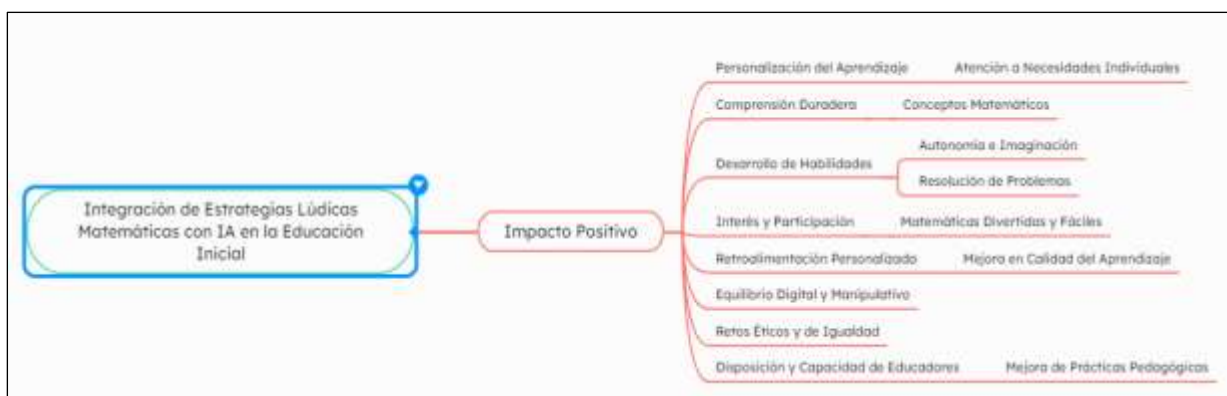 Integración de Estrategias Lúdicas
Matemáticas con IA en la Educación
Inicial
Impacto Positivo
Personalización del Aprendizaje
Atención a Necesidades Individuales
Comprensión Duradera
Conceptos Matemáticos
Desarrollo de Habilidades
Autonomía e Imaginación
Resolución de Problemas
Interés y Participación
Matemáticas Divertidas y Fáciles
Retroalimentación Personalizada
Mejora en Calidad del Aprendizaje
Equilibrio Digital y Manipulativo
Retos Éticos y de Igualdad
Disposición y Capacidad de Educadores
Mejora de Prácticas Pedagógicas